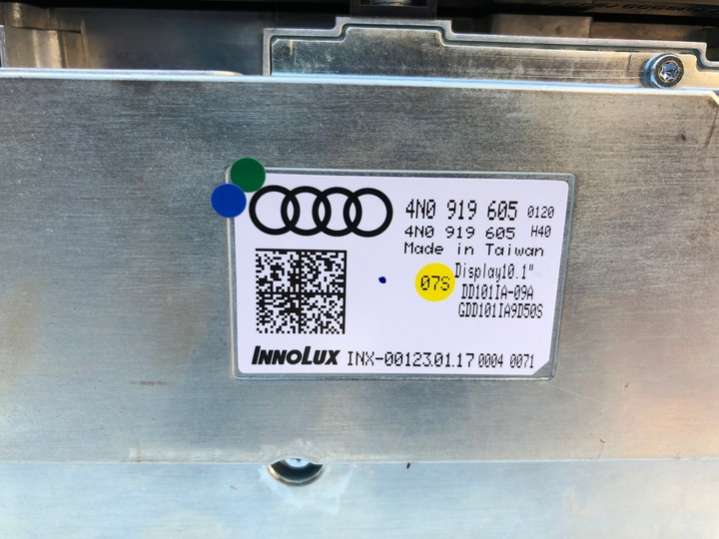 4N0 919 605 0120
4N0 919 605 H40
Made in Taiwan
07S
Display10.1"
DD101IA-09A
GDD101IA9D50S
INNOLUX INX-00123.01.17 0004 0071